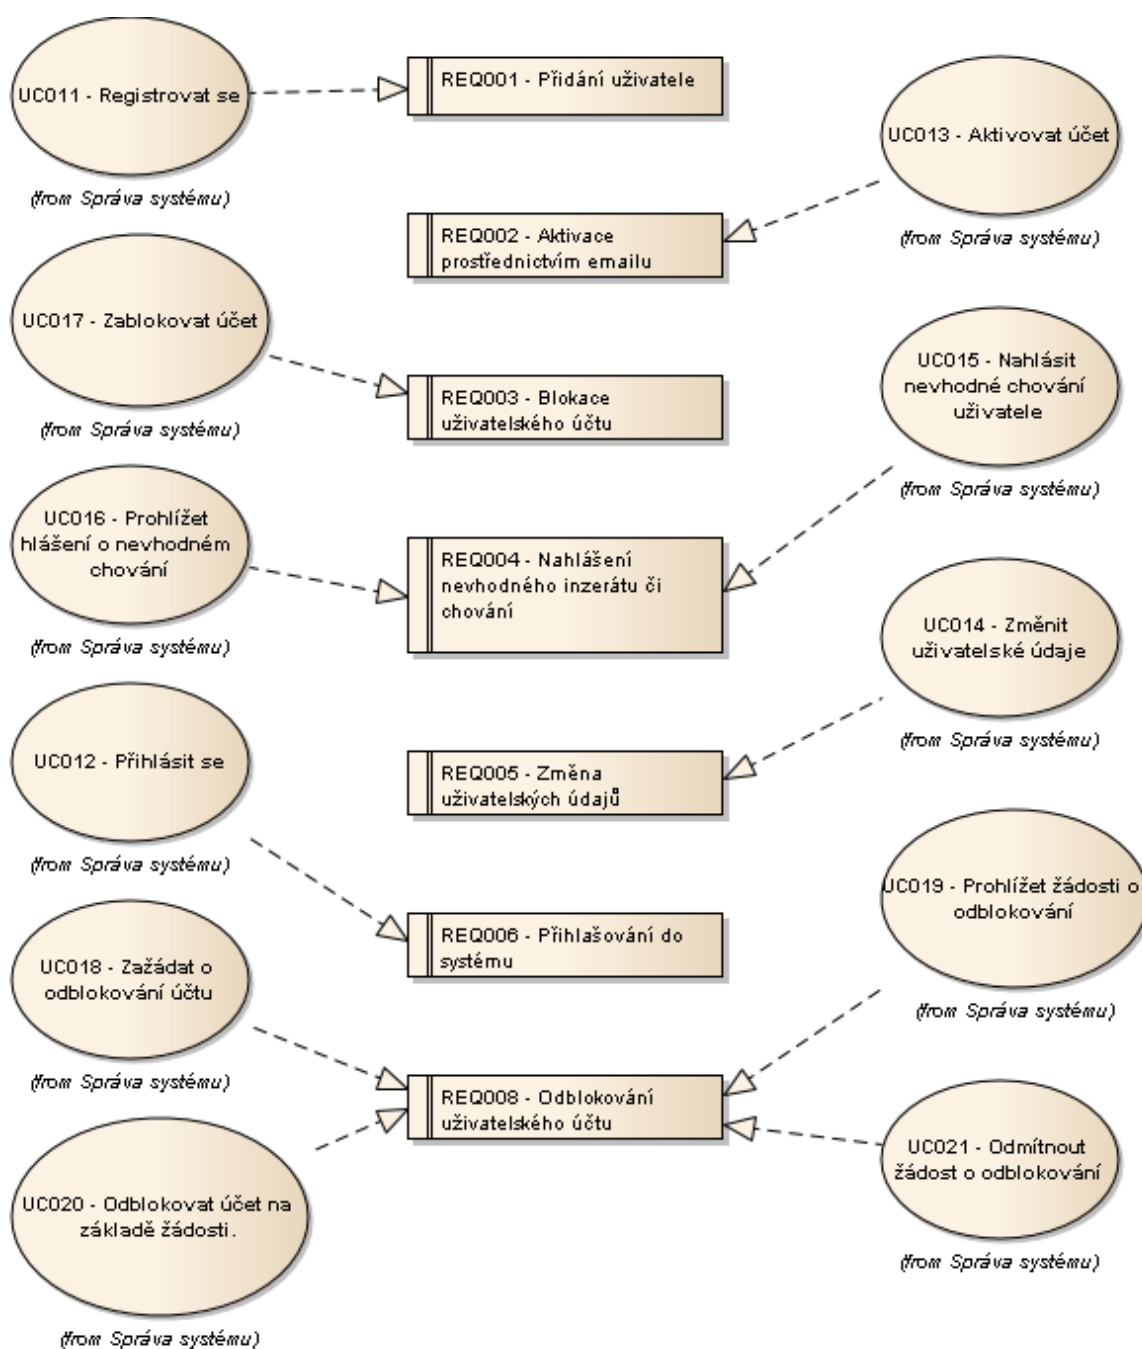 UC011 - Registrovat se
(from Správa systému)
REQ001 - Přidání uživatele
UC013 - Aktivovat účet
(from Správa systému)
REQ002 - Aktivace
prostřednictvím emailu
UC017 - Zablokovat účet
(from Správa systému)
REQ003 - Blokace
uživatelského účtu
UC015 - Nahlásit
nevhodné chování
uživatele
(from Správa systému)
UC016 - Prohlížet
hlášení o nevhodném
chování
(from Správa systému)
REQ004 - Nahlášení
nevhodného inzerátu či
chování
UC014 - Změnit
uživatelské údaje
(from Správa systému)
UC012 - Přihlásit se
(from Správa systému)
REQ005 - Změna
uživatelských údajů
UC019 - Prohlížet žádosti o
odblokování
(from Správa systému)
REQ006 - Přihlašování do
systému
UC018 - Zažádat o
odblokování účtu
(from Správa systému)
REQ008 - Odblokování
uživatelského účtu
UC021 - Odmítnout
žádost o odblokování
(from Správa systému)
UC020 - Odblokovat účet na
základě žádosti.
(from Správa systému)